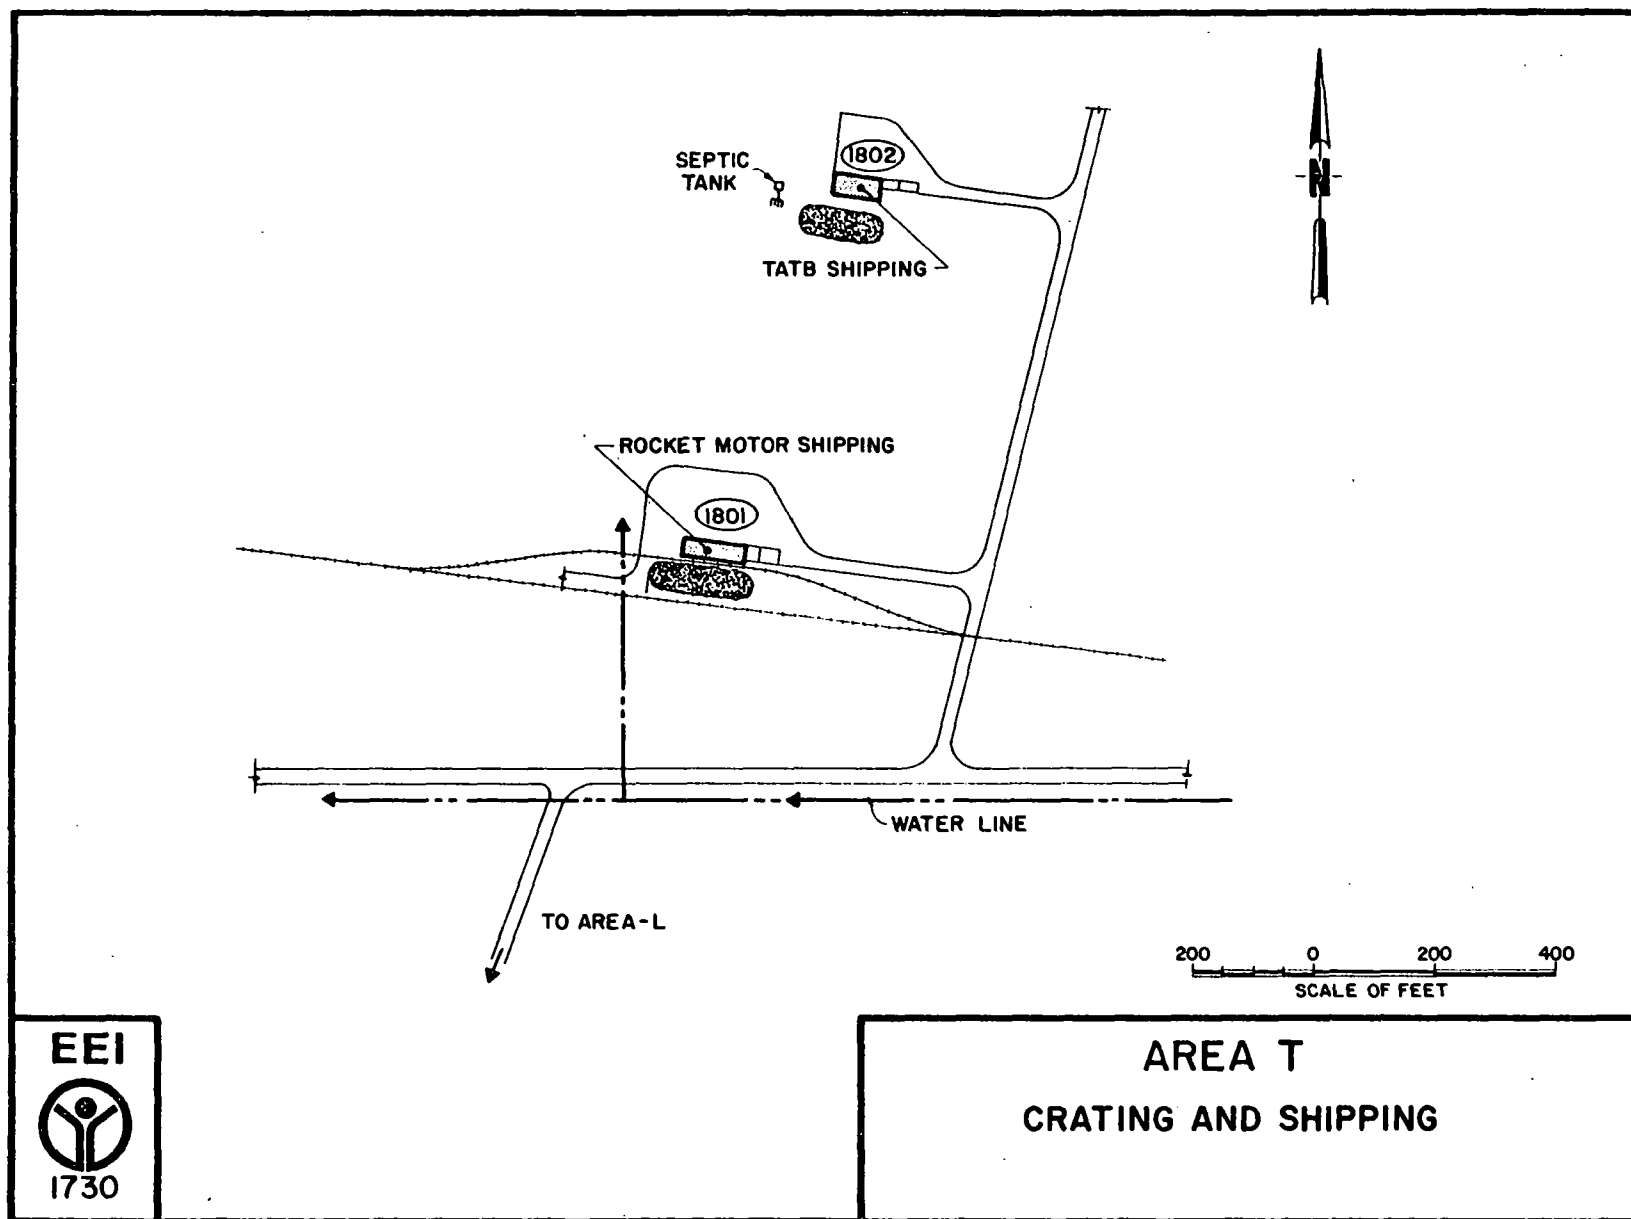 1802
SEPTIC
TANK
TATB SHIPPING
N
ROCKET MOTOR SHIPPING
1801
WATER LINE
TO AREA-L
200 0 200 400
SCALE OF FEET
EEI
1730
AREA T
CRATING AND SHIPPING